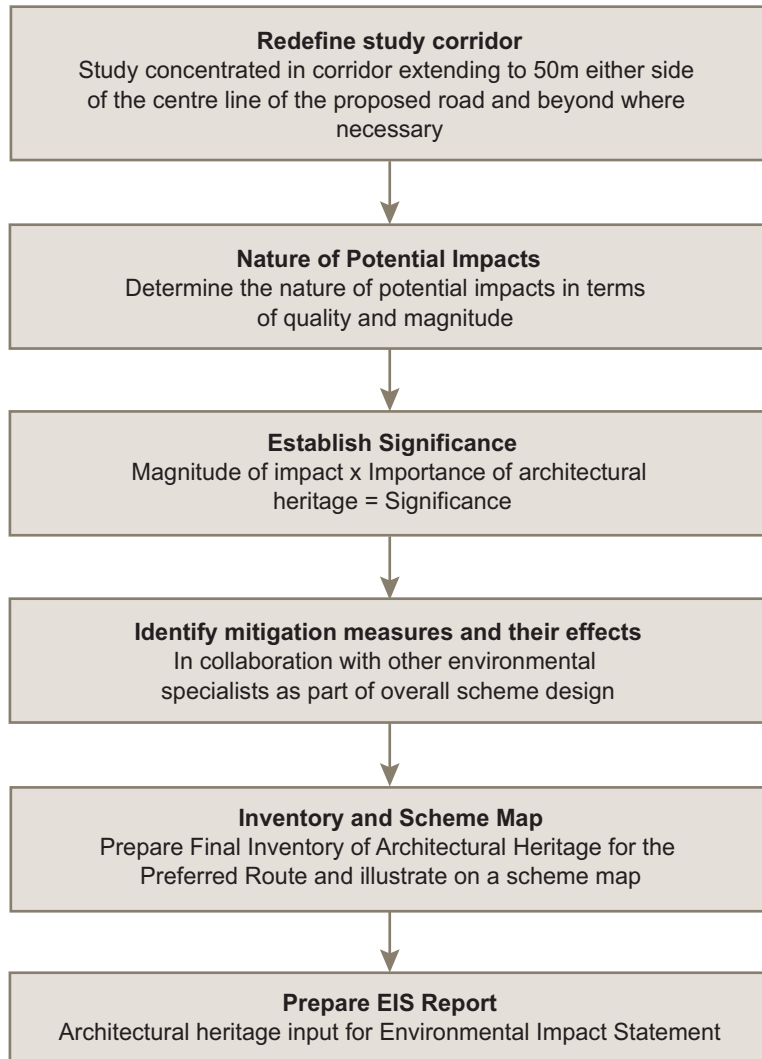 Redefine study corridor
Study concentrated in corridor extending to 50m either side
of the centre line of the proposed road and beyond where
necessary
Nature of Potential Impacts
Determine the nature of potential impacts in terms
of quality and magnitude
Establish Significance
Magnitude of impact x Importance of architectural
heritage = Significance
Identify mitigation measures and their effects
In collaboration with other environmental
specialists as part of overall scheme design
Inventory and Scheme Map
Prepare Final Inventory of Architectural Heritage for the
Preferred Route and illustrate on a scheme map
Prepare EIS Report
Architectural heritage input for Environmental Impact Statement